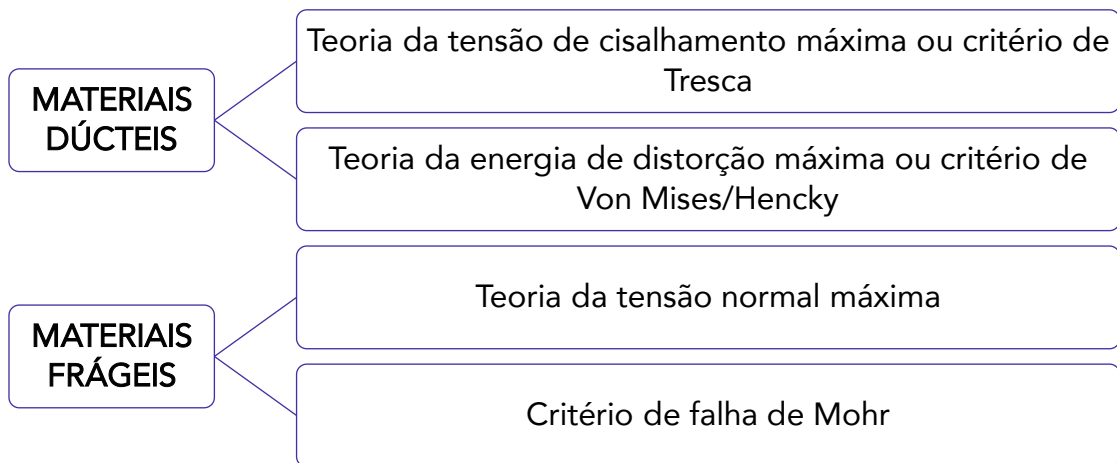 Teoria da tensão de cisalhamento máxima ou critério de
Tresca
MATERIAIS
DÚCTEIS
Teoria da energia de distorção máxima ou critério de
Von Mises/Hencky
Teoria da tensão normal máxima
MATERIAIS
FRÁGEIS
Critério de falha de Mohr